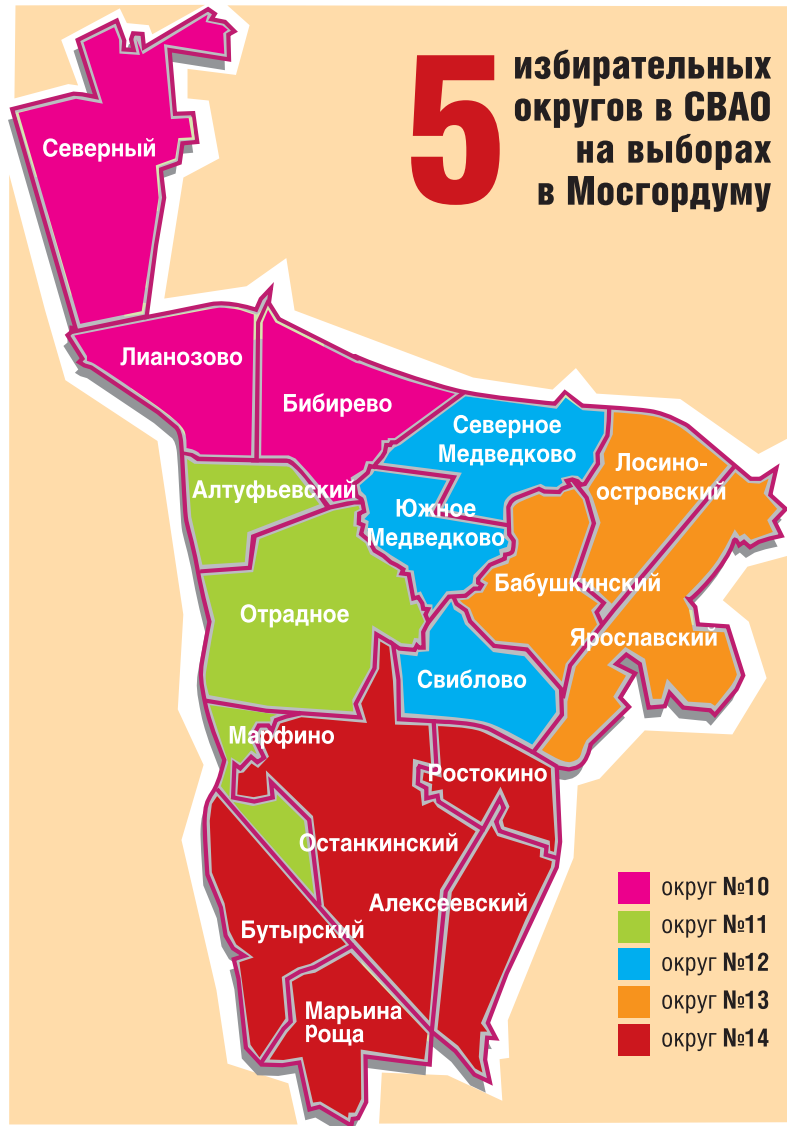 5
избирательных
округов в СВАО
на выборах
в Мосгордуму
Северный
Лианозово
Бибирево
Северное
Медведково
Лосино-
островский
Алтуфьевский
Южное
Медведково
Бабушкинский
Отрадное
Ярославский
Свиблово
Марфино
Ростокино
Останкинский
Алексеевский
Бутырский
Марьина
роща
округ №10
округ №11
округ №12
округ №13
округ №14